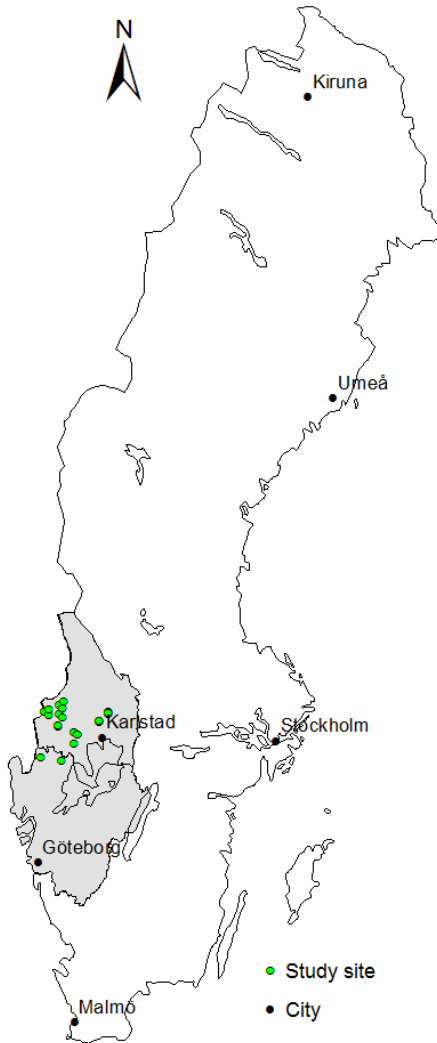 N
Kiruna
Umeå
Karlstad
Stockholm
Göteborg
Study site
City
Malmö